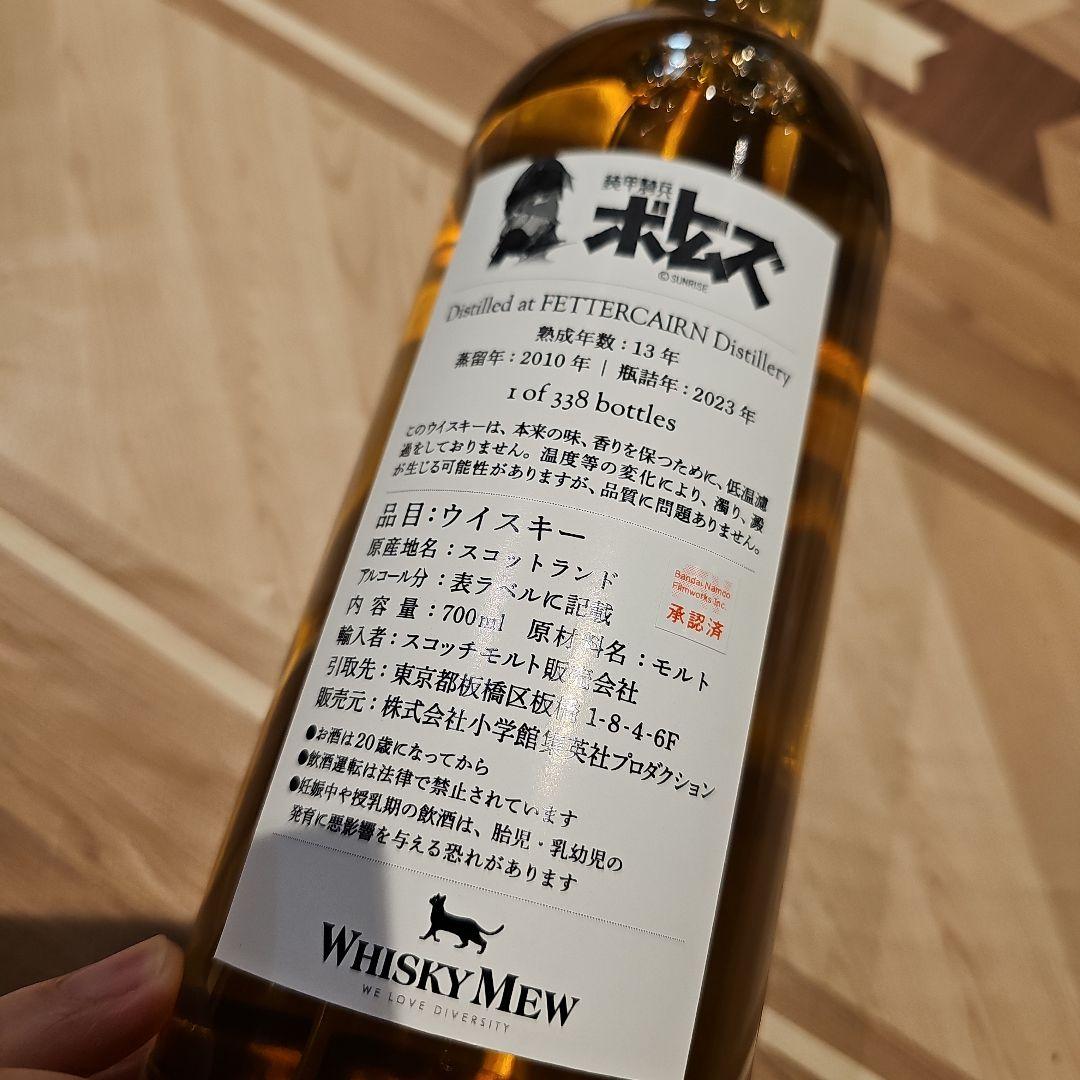 装甲騎兵
ボトムズ
© SUNRISE
Distilled at FETTERCAIRN Distillery
熟成年数：13年
蒸留年：2010年｜瓶詰年：2023年
1 of 338 bottles
このウイスキーは、本来の味、香りを保つために、低温濾
過をしておりません。温度等の変化により、濁り、澱
が生じる可能性がありますが、品質に問題ありません。
品目：ウイスキー
原産地名：スコットランド
アルコール分：表ラベルに記載
内容量：700ml 原材料名：モルト
輸入者：スコッチモルト販売会社
引取先：東京都板橋区板橋1-8-4-6F
販売元：株式会社小学館集英社プロダクション
Bandai Namco
Filmworks Inc.
承認済
●お酒は20歳になってから
●飲酒運転は法律で禁止されています
●妊娠中や授乳期の飲酒は、胎児・乳幼児の
発育に悪影響を与える恐れがあります
WHISKY MEW
WE LOVE DIVERSITY